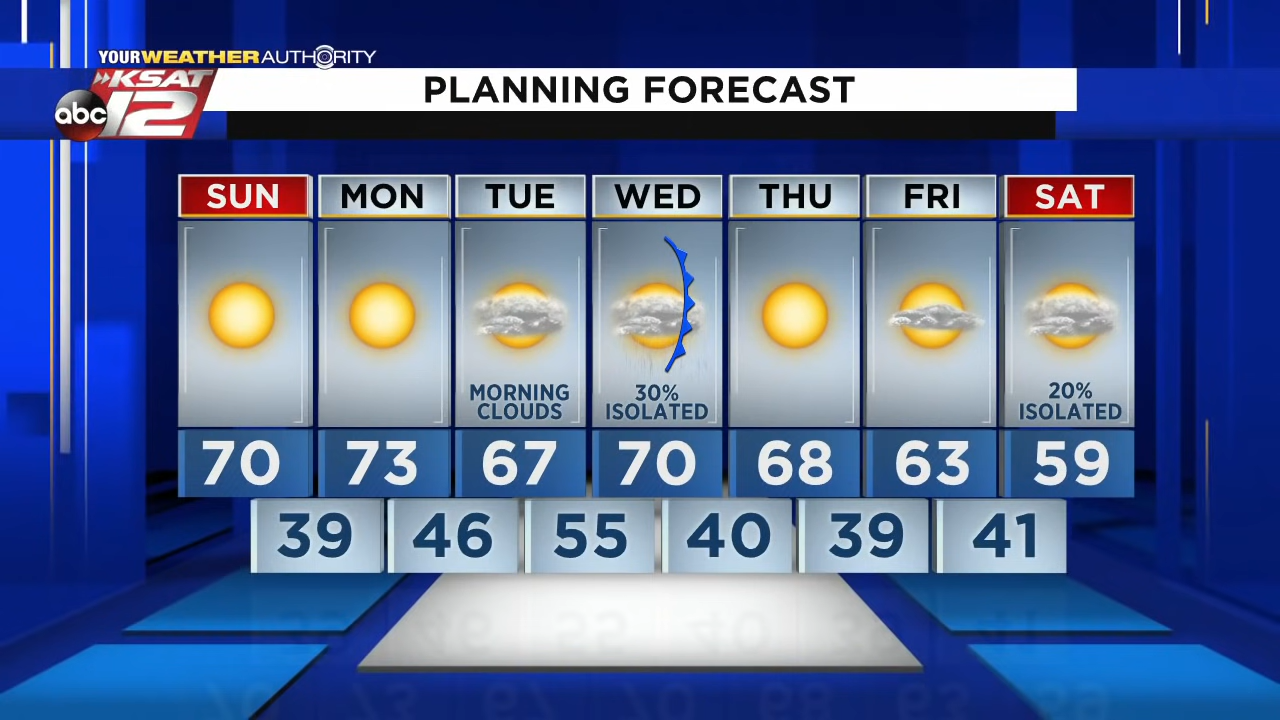 YOUR WEATHER AUTHORITY
KSAT
abc 12
PLANNING FORECAST
SUN MON TUE WED THU FRI SAT
MORNING CLOUDS
30% ISOLATED
20% ISOLATED
70 73 67 70 68 63 59
39 46 55 40 39 41